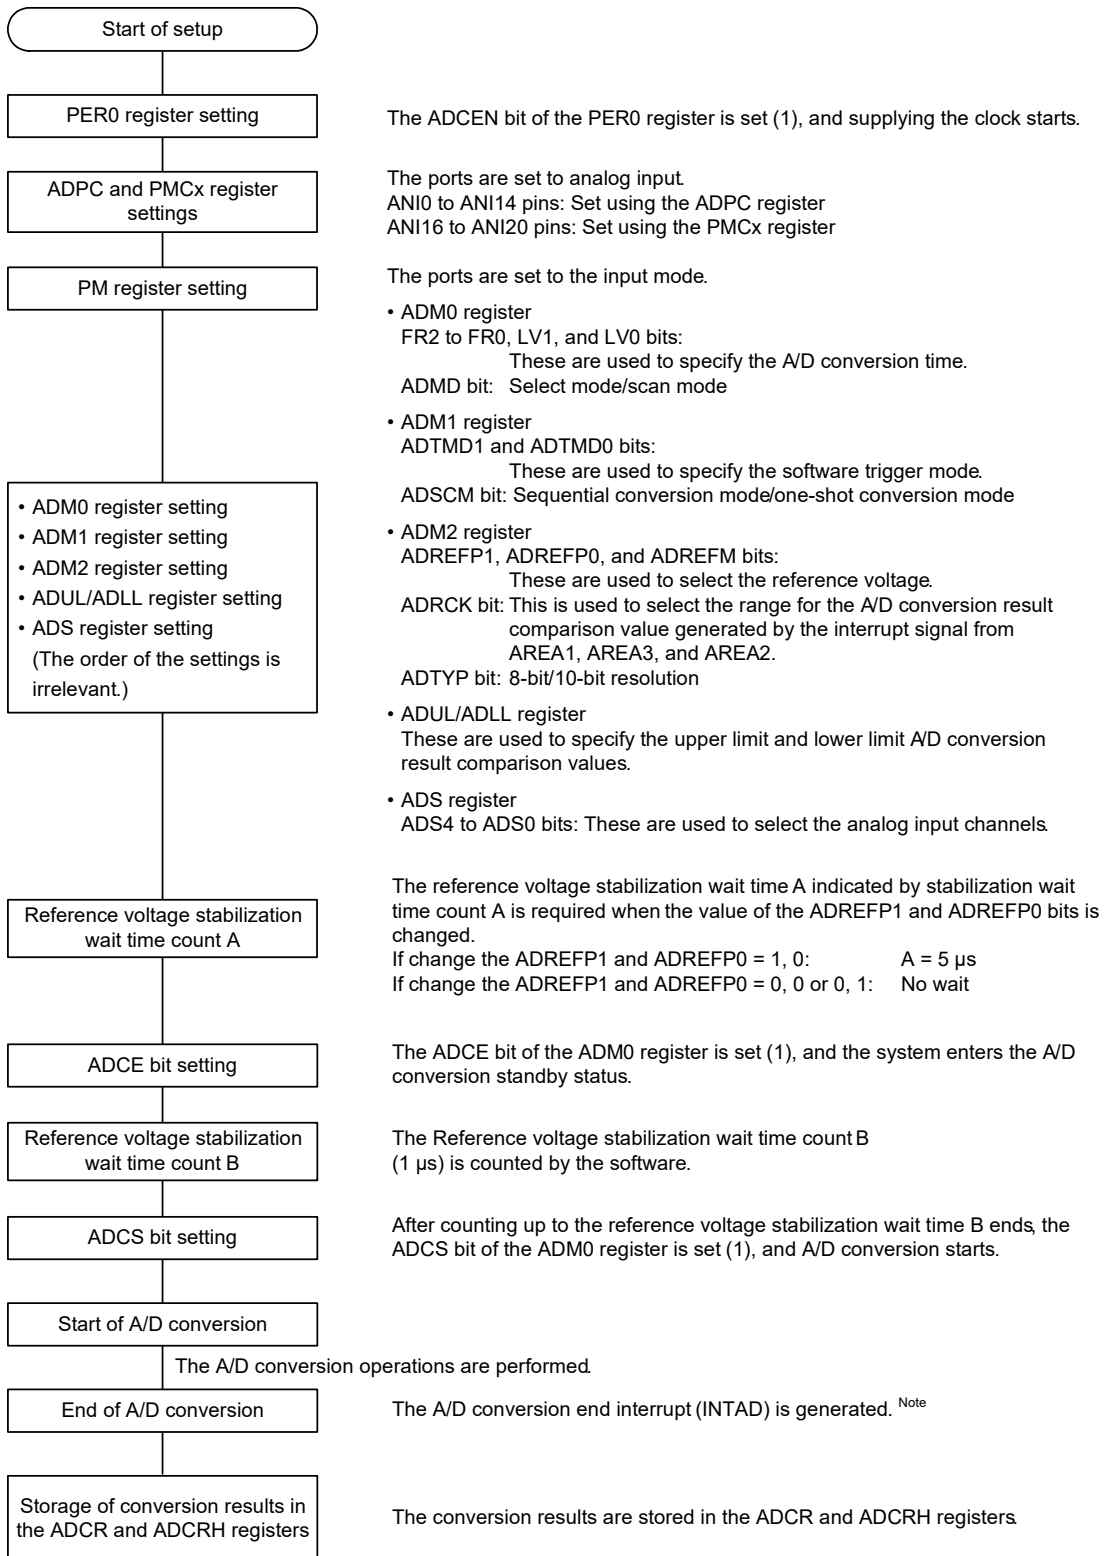 Start of setup
PER0 register setting
The ADCEN bit of the PER0 register is set (1), and supplying the clock starts.
ADPC and PMCx register
settings
The ports are set to analog input.
ANI0 to ANI14 pins: Set using the ADPC register
ANI16 to ANI20 pins: Set using the PMCx register
PM register setting
The ports are set to the input mode.
• ADM0 register setting
• ADM1 register setting
• ADM2 register setting
• ADUL/ADLL register setting
• ADS register setting
(The order of the settings is
irrelevant.)
• ADM0 register
FR2 to FR0, LV1, and LV0 bits:
These are used to specify the A/D conversion time.
ADMD bit: Select mode/scan mode
• ADM1 register
ADTMD1 and ADTMD0 bits:
These are used to specify the software trigger mode.
ADSCM bit: Sequential conversion mode/one-shot conversion mode
• ADM2 register
ADREFP1, ADREFP0, and ADREFM bits:
These are used to select the reference voltage.
ADRCK bit: This is used to select the range for the A/D conversion result
comparison value generated by the interrupt signal from
AREA1, AREA3, and AREA2.
ADTYP bit: 8-bit/10-bit resolution
• ADUL/ADLL register
These are used to specify the upper limit and lower limit A/D conversion
result comparison values.
• ADS register
ADS4 to ADS0 bits: These are used to select the analog input channels.
Reference voltage stabilization
wait time count A
The reference voltage stabilization wait time A indicated by stabilization wait
time count A is required when the value of the ADREFP1 and ADREFP0 bits is
changed.
If change the ADREFP1 and ADREFP0 = 1, 0: A = 5 µs
If change the ADREFP1 and ADREFP0 = 0, 0 or 0, 1: No wait
ADCE bit setting
The ADCE bit of the ADM0 register is set (1), and the system enters the A/D
conversion standby status.
Reference voltage stabilization
wait time count B
The Reference voltage stabilization wait time count B
(1 µs) is counted by the software.
ADCS bit setting
After counting up to the reference voltage stabilization wait time B ends, the
ADCS bit of the ADM0 register is set (1), and A/D conversion starts.
Start of A/D conversion
The A/D conversion operations are performed.
End of A/D conversion
The A/D conversion end interrupt (INTAD) is generated. Note
Storage of conversion results in
the ADCR and ADCRH registers
The conversion results are stored in the ADCR and ADCRH registers.